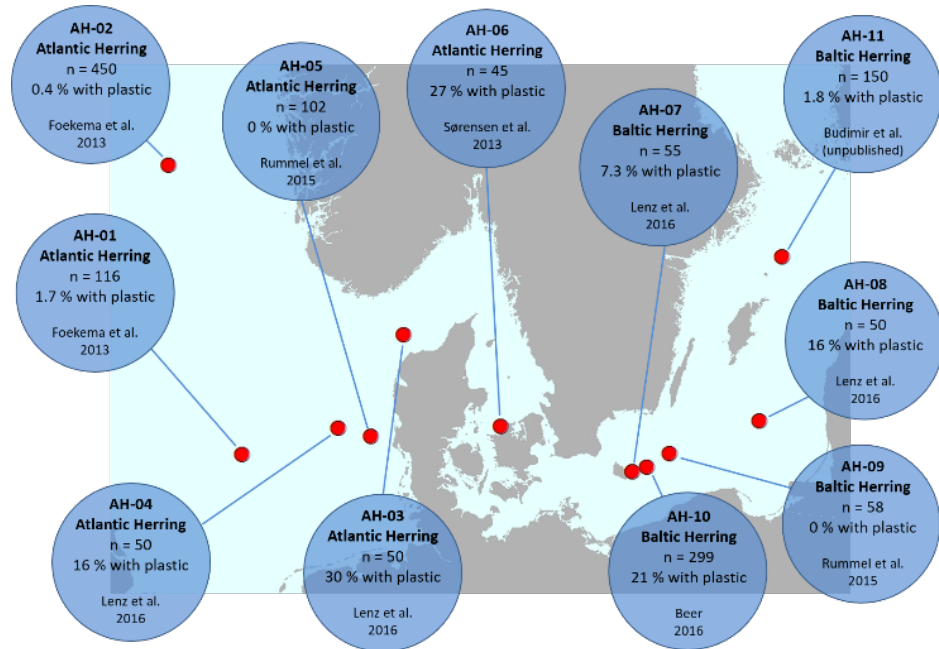 AH-02
Atlantic Herring
n = 450
0.4 % with plastic
Foekema et al.
2013
AH-05
Atlantic Herring
n = 102
0 % with plastic
Rummel et al.
2015
AH-06
Atlantic Herring
n = 45
27 % with plastic
Sørensen et al.
2013
AH-07
Baltic Herring
n = 55
7.3 % with plastic
Lenz et al.
2016
AH-11
Baltic Herring
n = 150
1.8 % with plastic
Budimir et al.
(unpublished)
AH-01
Atlantic Herring
n = 116
1.7 % with plastic
Foekema et al.
2013
AH-08
Baltic Herring
n = 50
16 % with plastic
Lenz et al.
2016
AH-04
Atlantic Herring
n = 50
16 % with plastic
Lenz et al.
2016
AH-03
Atlantic Herring
n = 50
30 % with plastic
Lenz et al.
2016
AH-10
Baltic Herring
n = 299
21 % with plastic
Beer
2016
AH-09
Baltic Herring
n = 58
0 % with plastic
Rummel et al.
2015